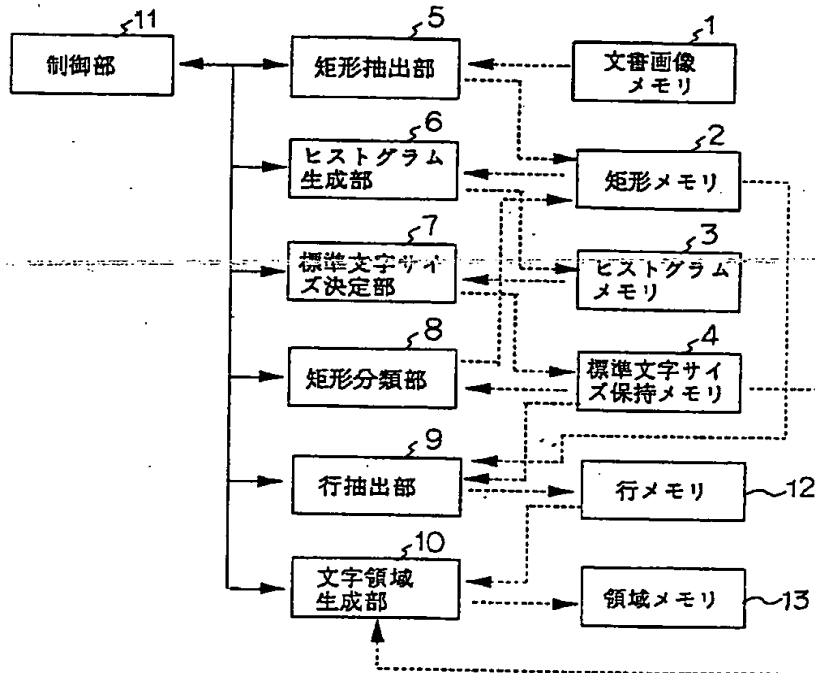 11
制御部
5
矩形抽出部
1
文書画像
メモリ
6
ヒストグラム
生成部
2
矩形メモリ
7
標準文字サイ
ズ決定部
3
ヒストグラム
メモリ
8
矩形分類部
4
標準文字サイ
ズ保持メモリ
9
行抽出部
行メモリ
12
10
文字領域
生成部
領域メモリ
13